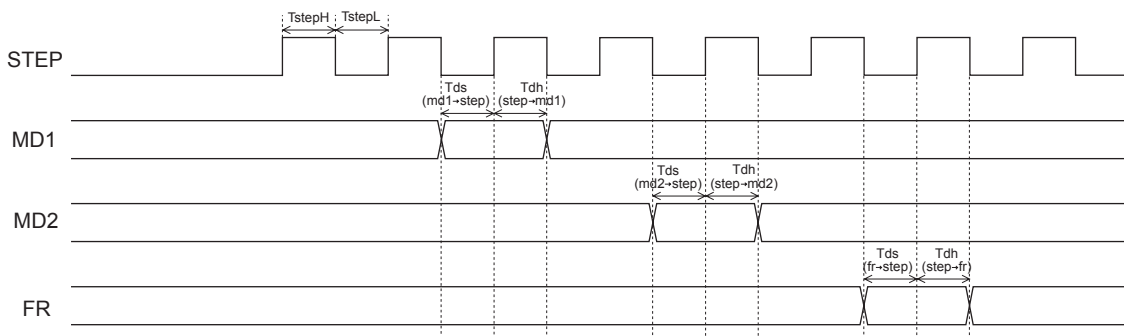 TstepH TstepL
STEP
Tds Tdh
(md1→step) (step→md1)
MD1
Tds Tdh
(md2→step) (step→md2)
MD2
Tds Tdh
(fr→step) (step→fr)
FR